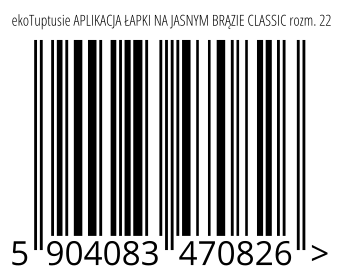 ekoTuptusie APLIKACJA ŁAPKI NA JASNYM BRĄZIE CLASSIC rozm. 22
5 904083 470826 >